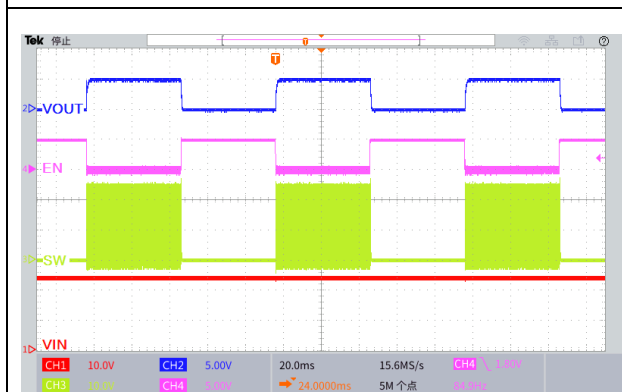 Tek 停止
T
T
2 VOUT
4 EN
SW
VIN
1
CH1 10.0V CH2 5.00V 20.0ms 15.6MS/s CH4 1.80V
CH3 10.0V CH4 5.00V 24.0000ms 5M 个点 84.9Hz